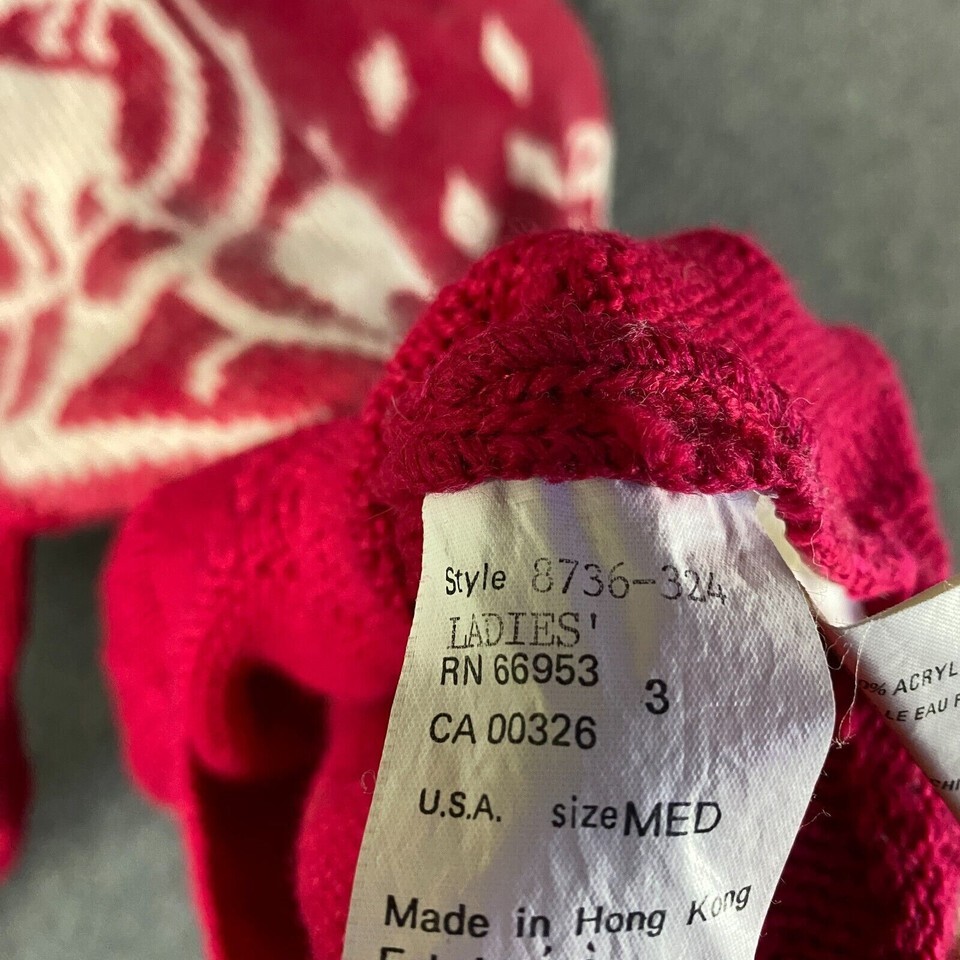 Style 8736-324
LADIES'
RN 66953
3
CA 00326
U.S.A. size MED
Made in Hong Kong
% ACRYL
LE EAU F